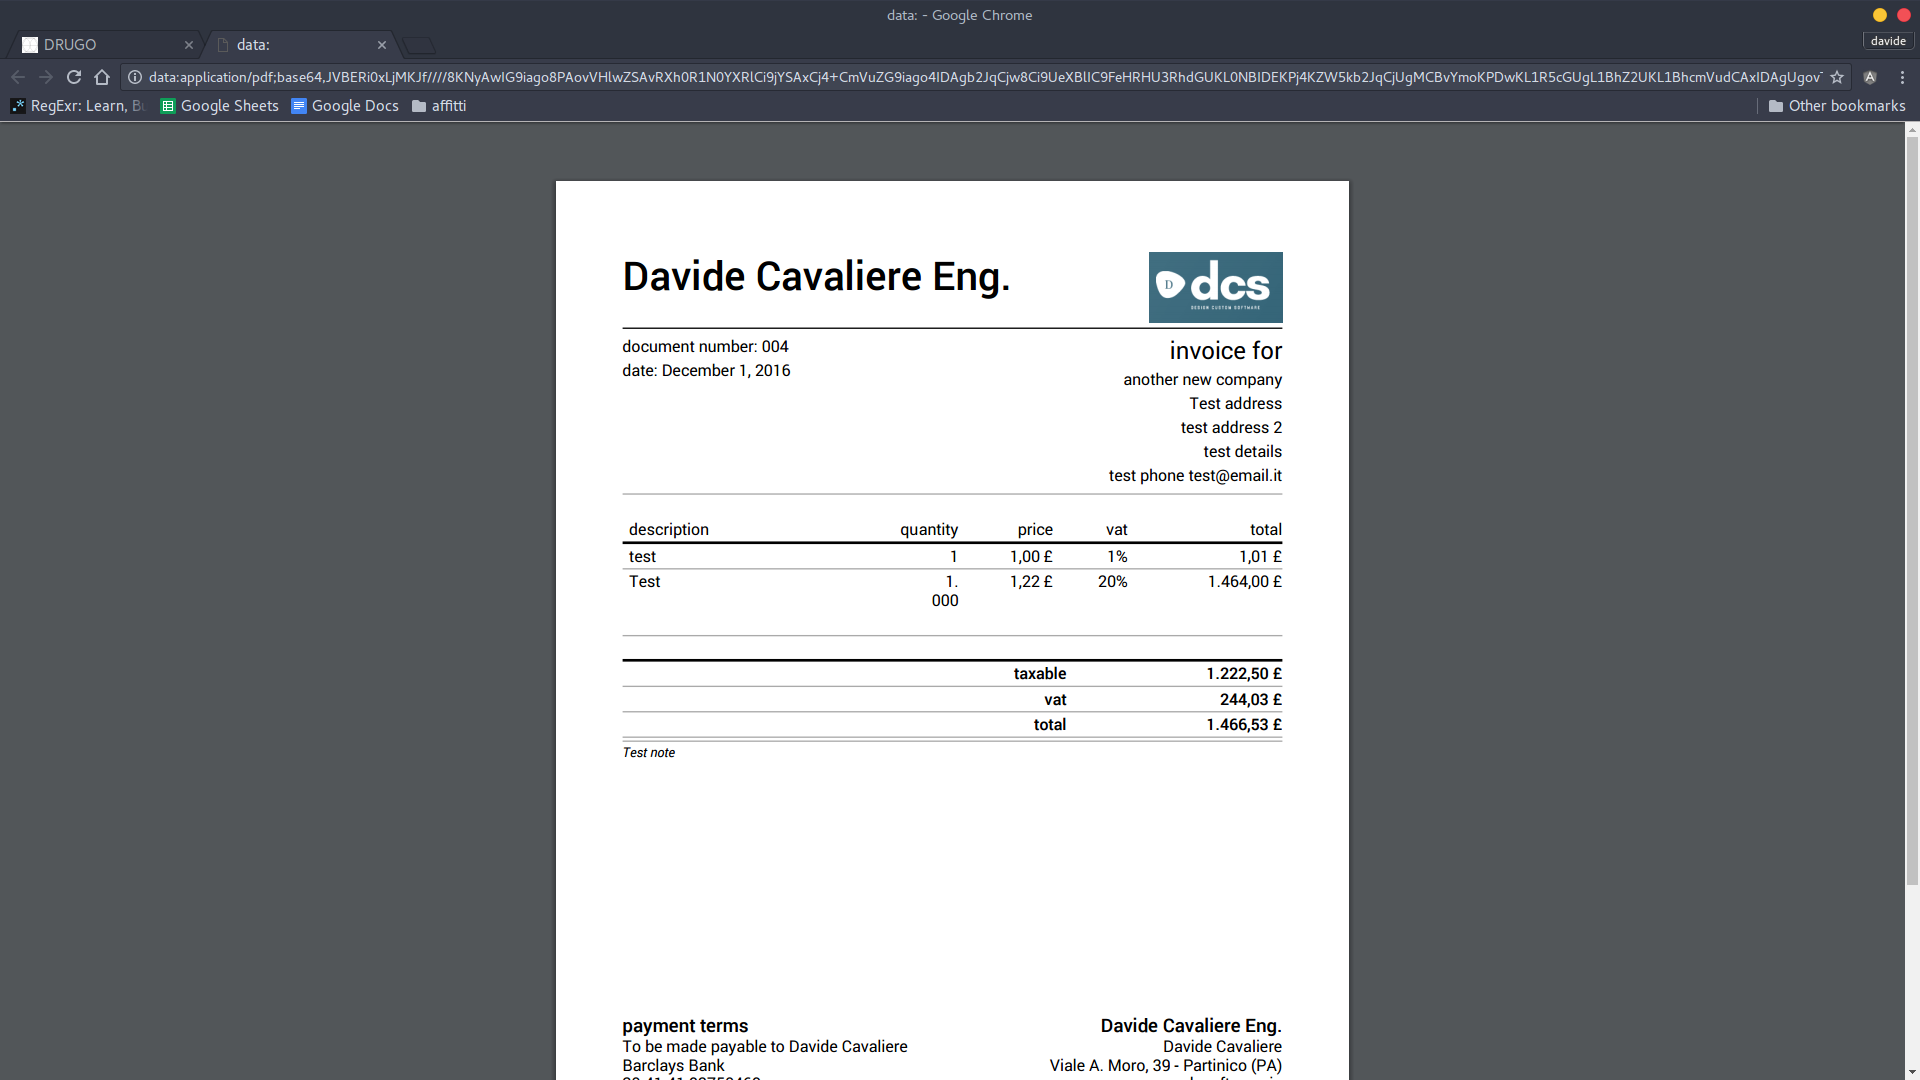 data: - Google Chrome
DRUGO
data:
davide
data:application/pdf;base64,
RegExr: Learn, Bu
Google Sheets
Google Docs
affitti
Other bookmarks
Davide Cavaliere Eng.
D dcs
DESIGN CUSTOM SOFTWARE
document number: 004
date: December 1, 2016
invoice for
another new company
Test address
test address 2
test details
test phone test@email.it
description quantity price vat total
test 1 1,00 £ 1% 1,01 £
Test 1. 1,22 £ 20% 1.464,00 £
000
taxable 1.222,50 £
vat 244,03 £
total 1.466,53 £
Test note
payment terms
To be made payable to Davide Cavaliere
Barclays Bank
Davide Cavaliere Eng.
Davide Cavaliere
Viale A. Moro, 39 - Partinico (PA)